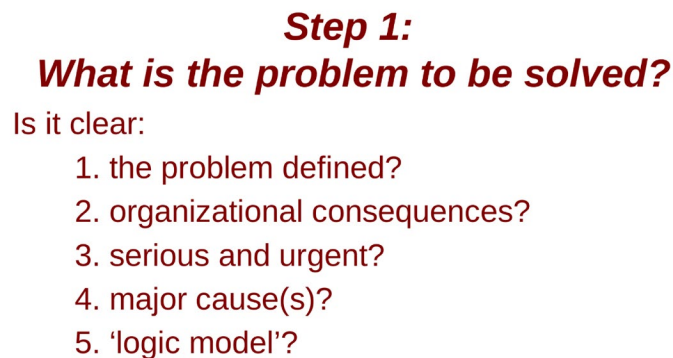 Step 1:
What is the problem to be solved?
Is it clear:
1. the problem defined?
2. organizational consequences?
3. serious and urgent?
4. major cause(s)?
5. ‘logic model’?